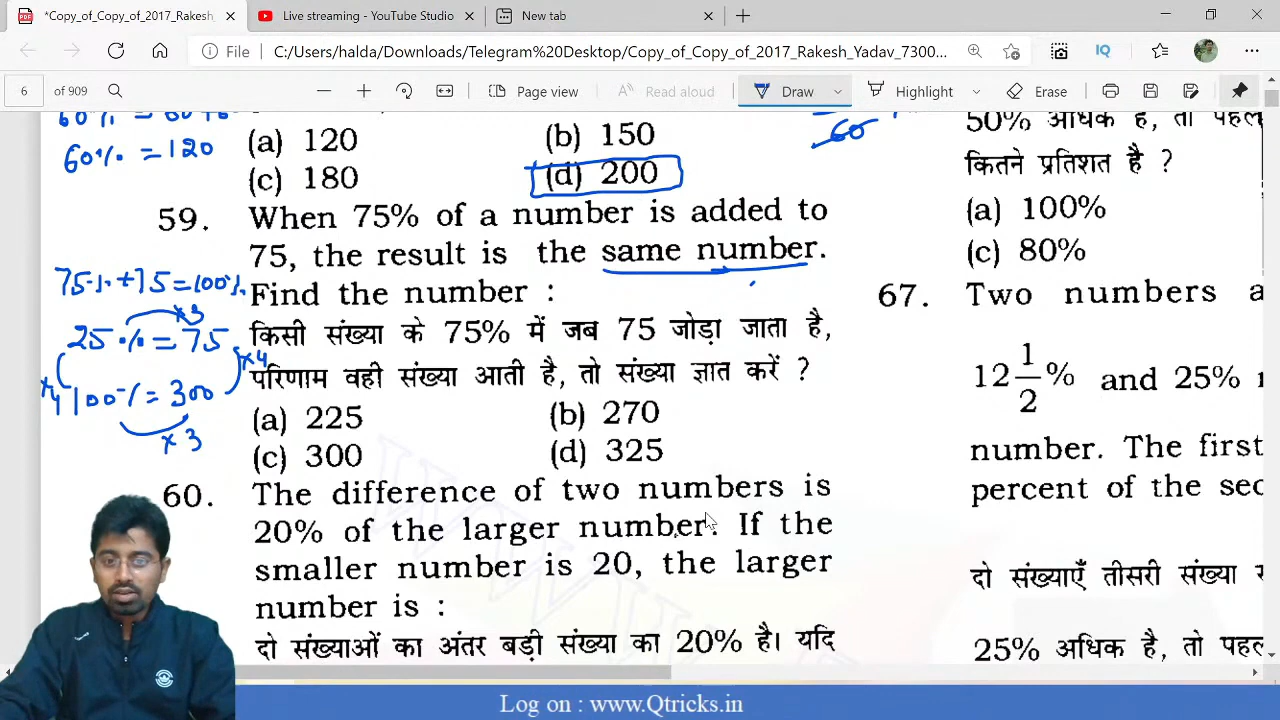 *Copy_of_Copy_of_2017_Rakesh_
Live streaming - YouTube Studio
New tab
File
C:/Users/halda/Downloads/Telegram%20Desktop/Copy_of_Copy_of_2017_Rakesh_Yadav_7300...
IQ
6 of 909
Page view
Read aloud
Draw
Highlight
Erase
60% = 120
60
(a) 120 (b) 150
(c) 180 (d) 200
59. When 75% of a number is added to
75, the result is the same number.
Find the number :
किसी संख्या के 75% में जब 75 जोड़ा जाता है,
परिणाम वही संख्या आती है, तो संख्या ज्ञात करें ?
(a) 225 (b) 270
(c) 300 (d) 325
75% + 75 = 100%
×3
25% = 75
×4 ×4
100% = 300
×3
60. The difference of two numbers is
20% of the larger number. If the
smaller number is 20, the larger
number is :
दो संख्याओं का अंतर बड़ी संख्या का 20% है। यदि
50% अधिक है, तो पहल
कितने प्रतिशत है ?
(a) 100%
(c) 80%
67. Two numbers a
12 1/2 % and 25%
number. The first
percent of the sec
दो संख्याएँ तीसरी संख्या
25% अधिक है, तो पहल
Log on : www.Qtricks.in